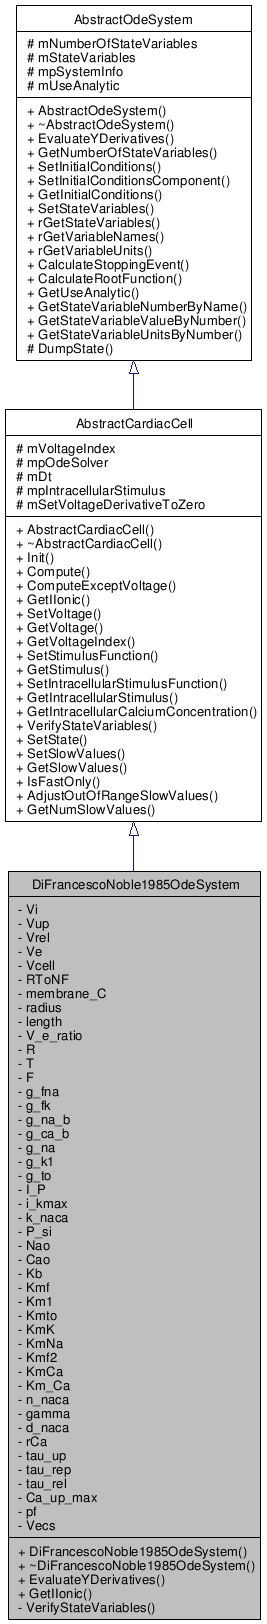 AbstractOdeSystem
# mNumberOfStateVariables
# mStateVariables
# mpSystemInfo
# mUseAnalytic
+ AbstractOdeSystem()
+ ~AbstractOdeSystem()
+ EvaluateYDerivatives()
+ GetNumberOfStateVariables()
+ SetInitialConditions()
+ SetInitialConditionsComponent()
+ GetInitialConditions()
+ SetStateVariables()
+ rGetStateVariables()
+ rGetVariableNames()
+ rGetVariableUnits()
+ CalculateStoppingEvent()
+ CalculateRootFunction()
+ GetUseAnalytic()
+ GetStateVariableNumberByName()
+ GetStateVariableValueByNumber()
+ GetStateVariableUnitsByNumber()
# DumpState()
AbstractCardiacCell
# mVoltageIndex
# mpOdeSolver
# mDt
# mpIntracellularStimulus
# mSetVoltageDerivativeToZero
+ AbstractCardiacCell()
+ ~AbstractCardiacCell()
+ Init()
+ Compute()
+ ComputeExceptVoltage()
+ GetIIonic()
+ SetVoltage()
+ GetVoltage()
+ GetVoltageIndex()
+ SetStimulusFunction()
+ GetStimulus()
+ SetIntracellularStimulusFunction()
+ GetIntracellularStimulus()
+ GetIntracellularCalciumConcentration()
+ VerifyStateVariables()
+ SetState()
+ SetSlowValues()
+ GetSlowValues()
+ IsFastOnly()
+ AdjustOutOfRangeSlowValues()
+ GetNumSlowValues()
DiFrancescoNoble1985OdeSystem
- Vi
- Vup
- Vrel
- Ve
- Vcell
- RToNF
- membrane_C
- radius
- length
- V_e_ratio
- R
- T
- F
- g_fna
- g_fk
- g_na_b
- g_ca_b
- g_na
- g_k1
- g_to
- I_P
- i_kmax
- k_naca
- P_si
- Nao
- Cao
- Kb
- Kmf
- Km1
- Kmto
- KmK
- KmNa
- Kmf2
- KmCa
- Km_Ca
- n_naca
- gamma
- d_naca
- rCa
- tau_up
- tau_rep
- tau_rel
- Ca_up_max
- pf
- Vecs
+ DiFrancescoNoble1985OdeSystem()
+ ~DiFrancescoNoble1985OdeSystem()
+ EvaluateYDerivatives()
+ GetIIonic()
- VerifyStateVariables()